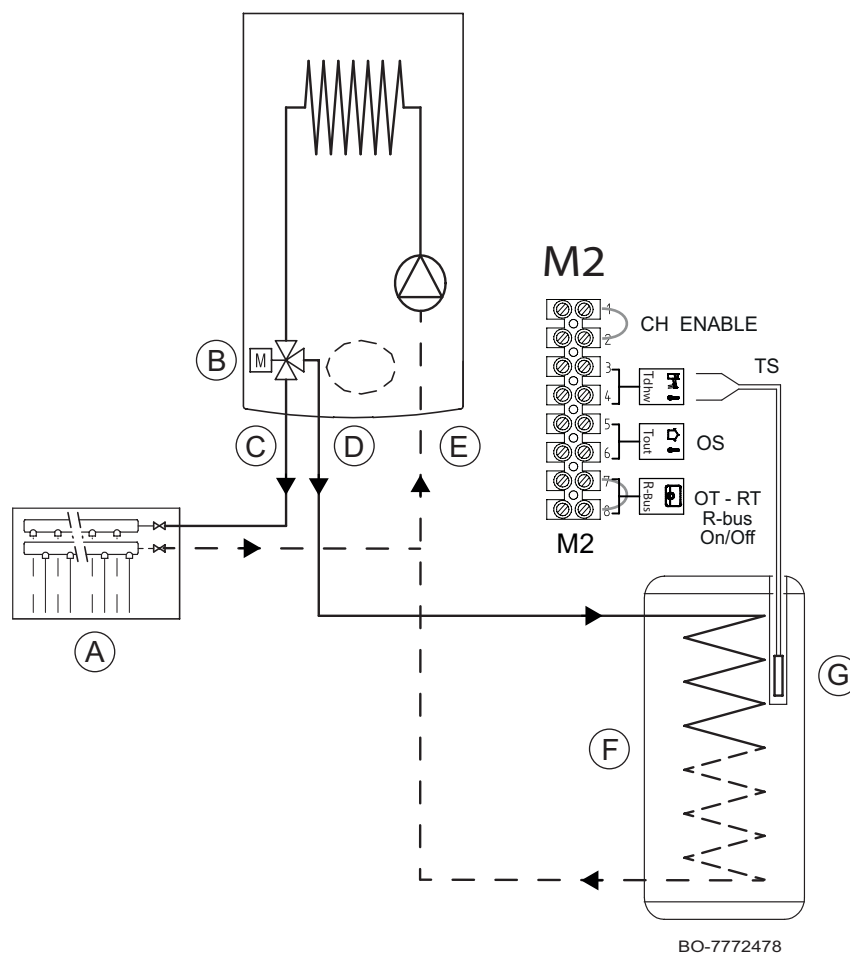 M2
1
CH ENABLE
2
B
M
3
Tdhw
TS
4
C
D
E
5
Tout
OS
6
7
R-Bus
OT - RT
8
R-bus
M2
On/Off
A
G
F
BO-7772478